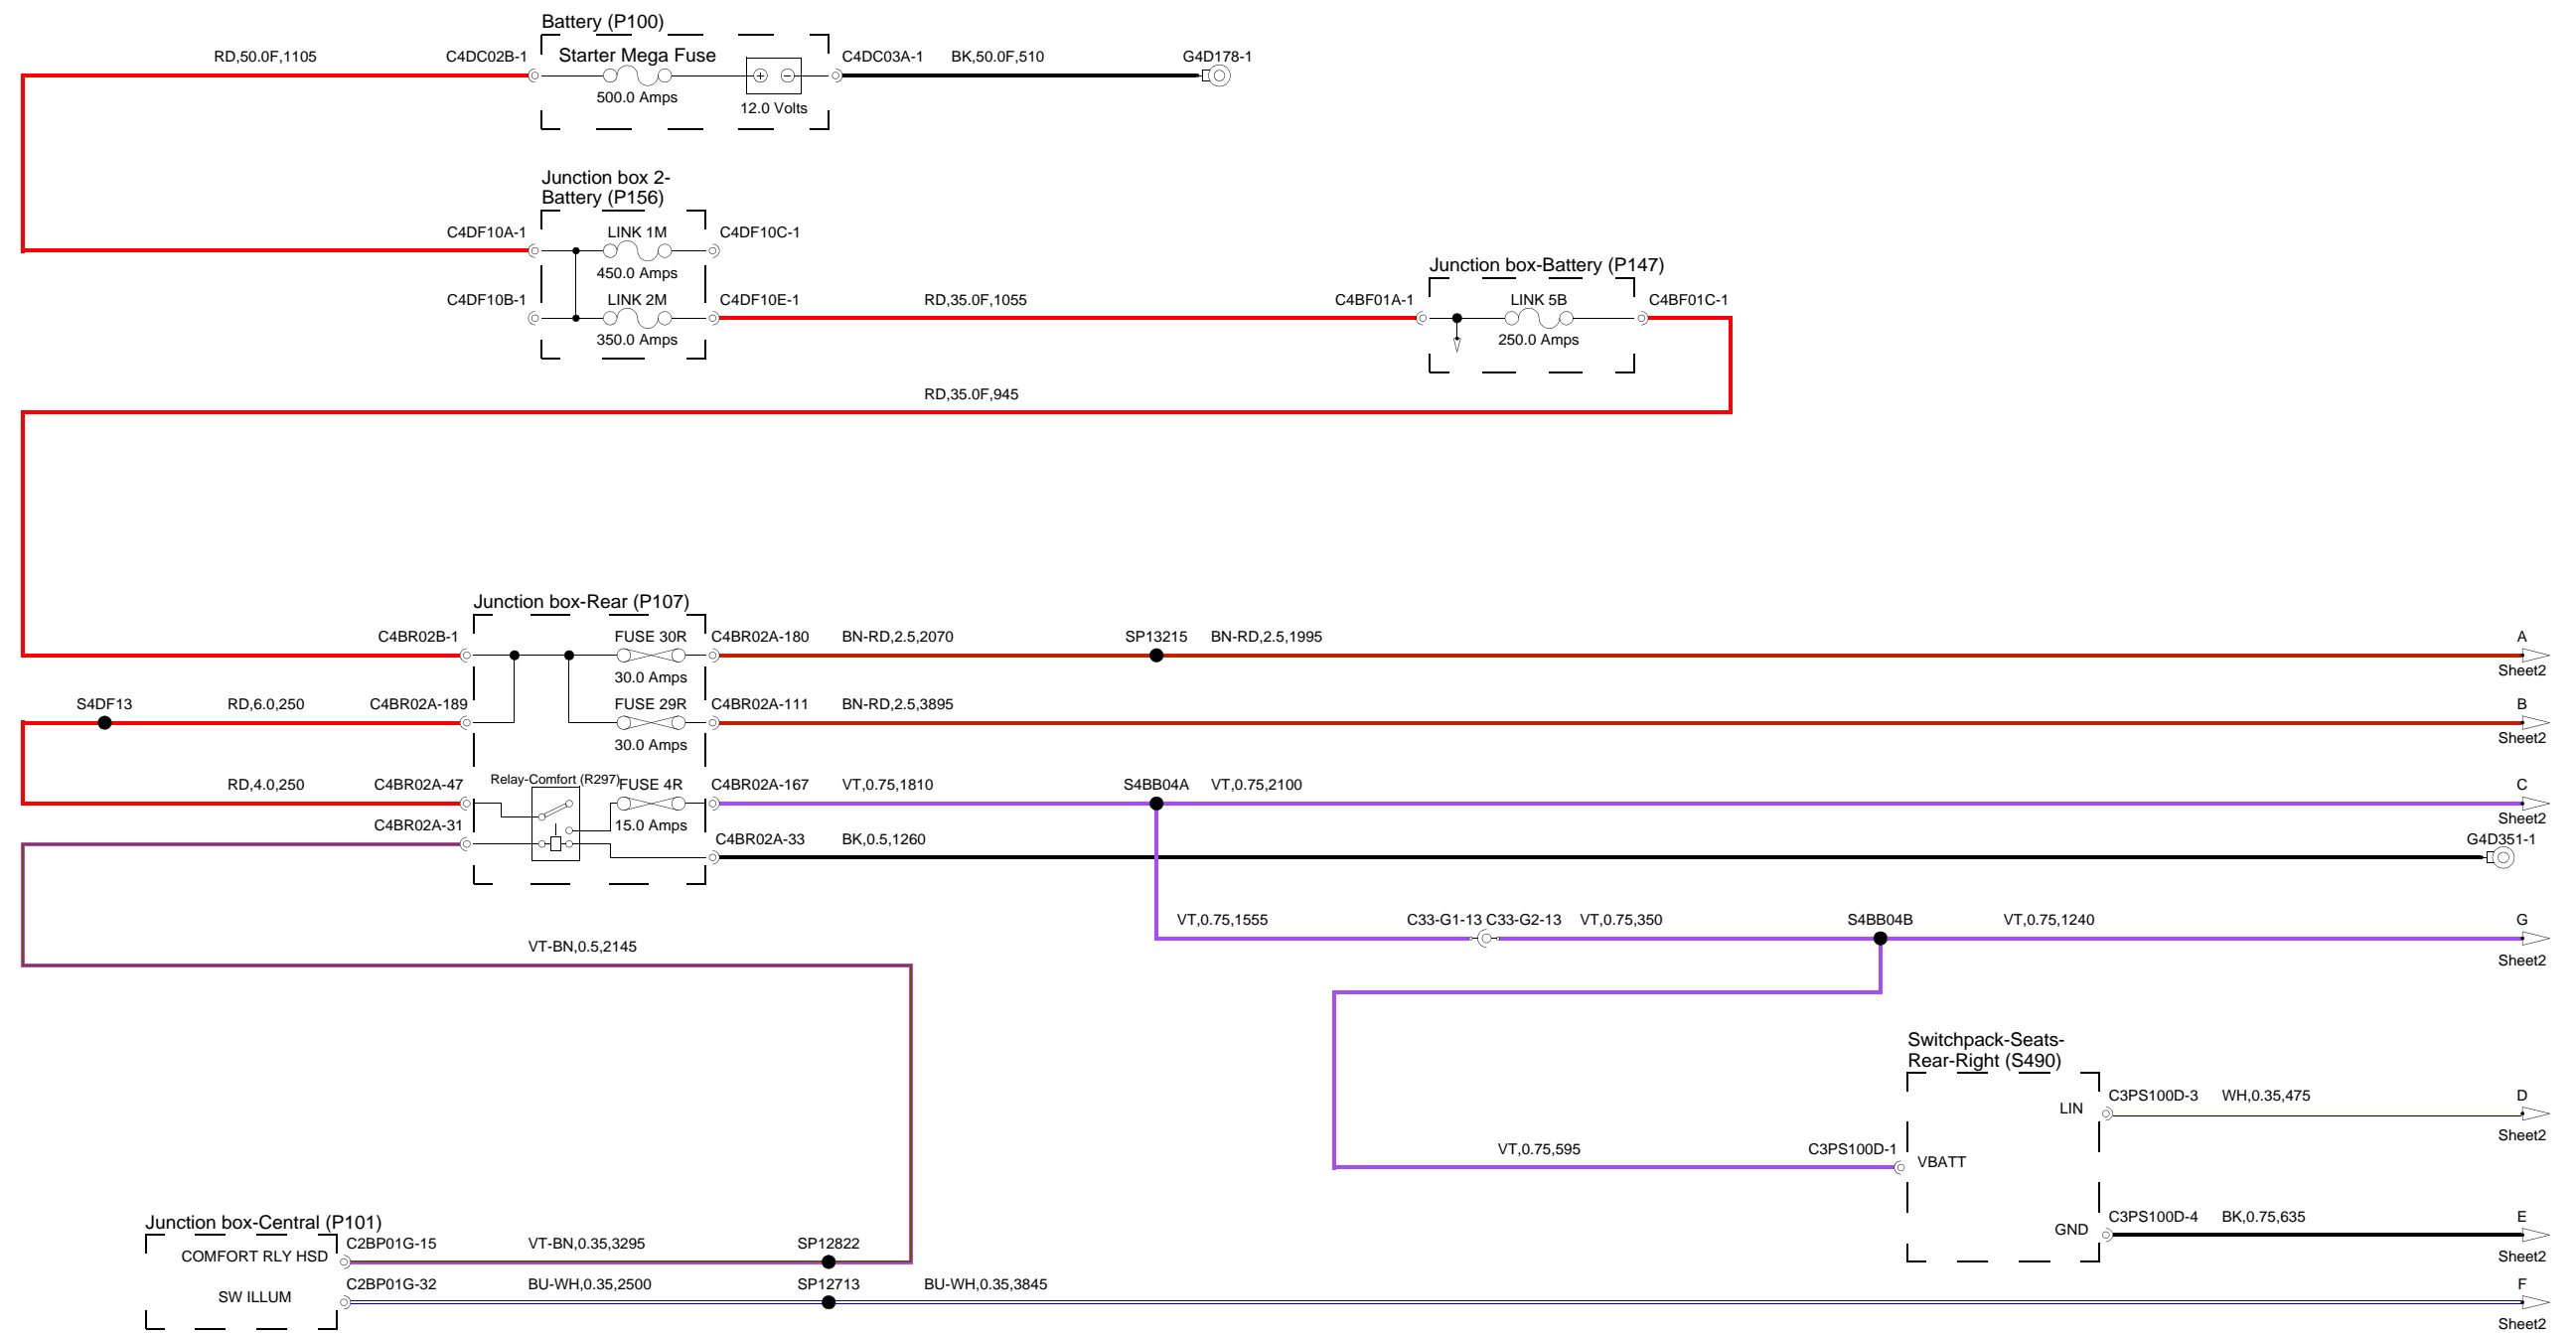 Battery (P100)
RD,50.0F,1105
C4DC02B-1
Starter Mega Fuse
C4DC03A-1
BK,50.0F,510
G4D178-1
500.0 Amps
12.0 Volts
Junction box 2-
Battery (P156)
C4DF10A-1
LINK 1M
C4DF10C-1
450.0 Amps
Junction box-Battery (P147)
C4DF10B-1
LINK 2M
C4DF10E-1
RD,35.0F,1055
C4BF01A-1
LINK 5B
C4BF01C-1
350.0 Amps
250.0 Amps
RD,35.0F,945
Junction box-Rear (P107)
C4BR02B-1
FUSE 30R
C4BR02A-180
BN-RD,2.5,2070
SP13215
BN-RD,2.5,1995
A
30.0 Amps
Sheet2
S4DF13
RD,6.0,250
C4BR02A-189
FUSE 29R
C4BR02A-111
BN-RD,2.5,3895
B
30.0 Amps
Sheet2
Relay-Comfort (R297)
RD,4.0,250
C4BR02A-47
FUSE 4R
C4BR02A-167
VT,0.75,1810
S4BB04A
VT,0.75,2100
C
C4BR02A-31
15.0 Amps
Sheet2
C4BR02A-33
BK,0.5,1260
G4D351-1
VT,0.75,1555
C33-G1-13 C33-G2-13
VT,0.75,350
S4BB04B
VT,0.75,1240
G
VT-BN,0.5,2145
Sheet2
Switchpack-Seats-
Rear-Right (S490)
LIN
C3PS100D-3
WH,0.35,475
D
Sheet2
VT,0.75,595
C3PS100D-1
VBATT
Junction box-Central (P101)
GND
C3PS100D-4
BK,0.75,635
E
COMFORT RLY HSD
C2BP01G-15
VT-BN,0.35,3295
SP12822
Sheet2
SW ILLUM
C2BP01G-32
BU-WH,0.35,2500
SP12713
BU-WH,0.35,3845
F
Sheet2